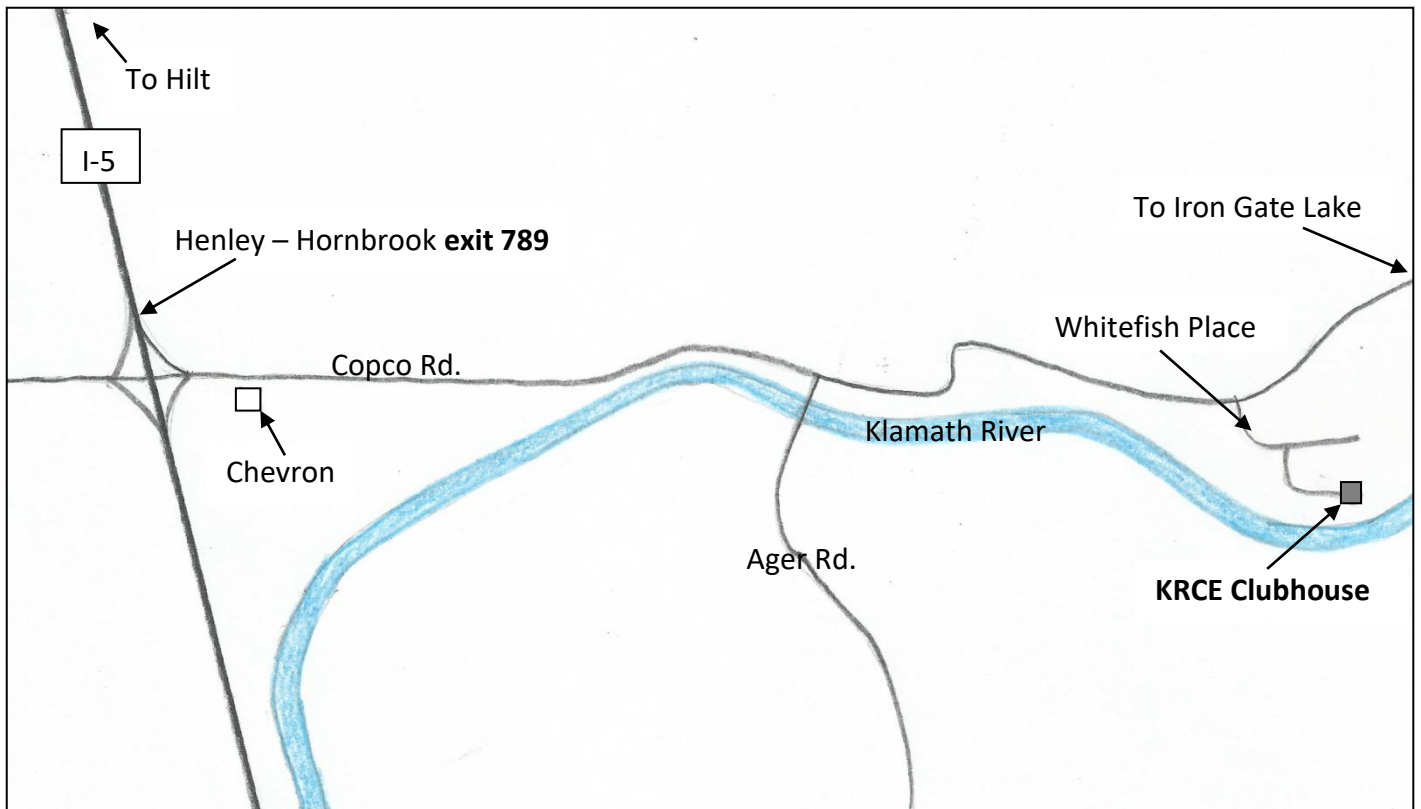 To Hilt
I-5
To Iron Gate Lake
Henley – Hornbrook exit 789
Whitefish Place
Copco Rd.
Klamath River
Chevron
Ager Rd.
KRCE Clubhouse